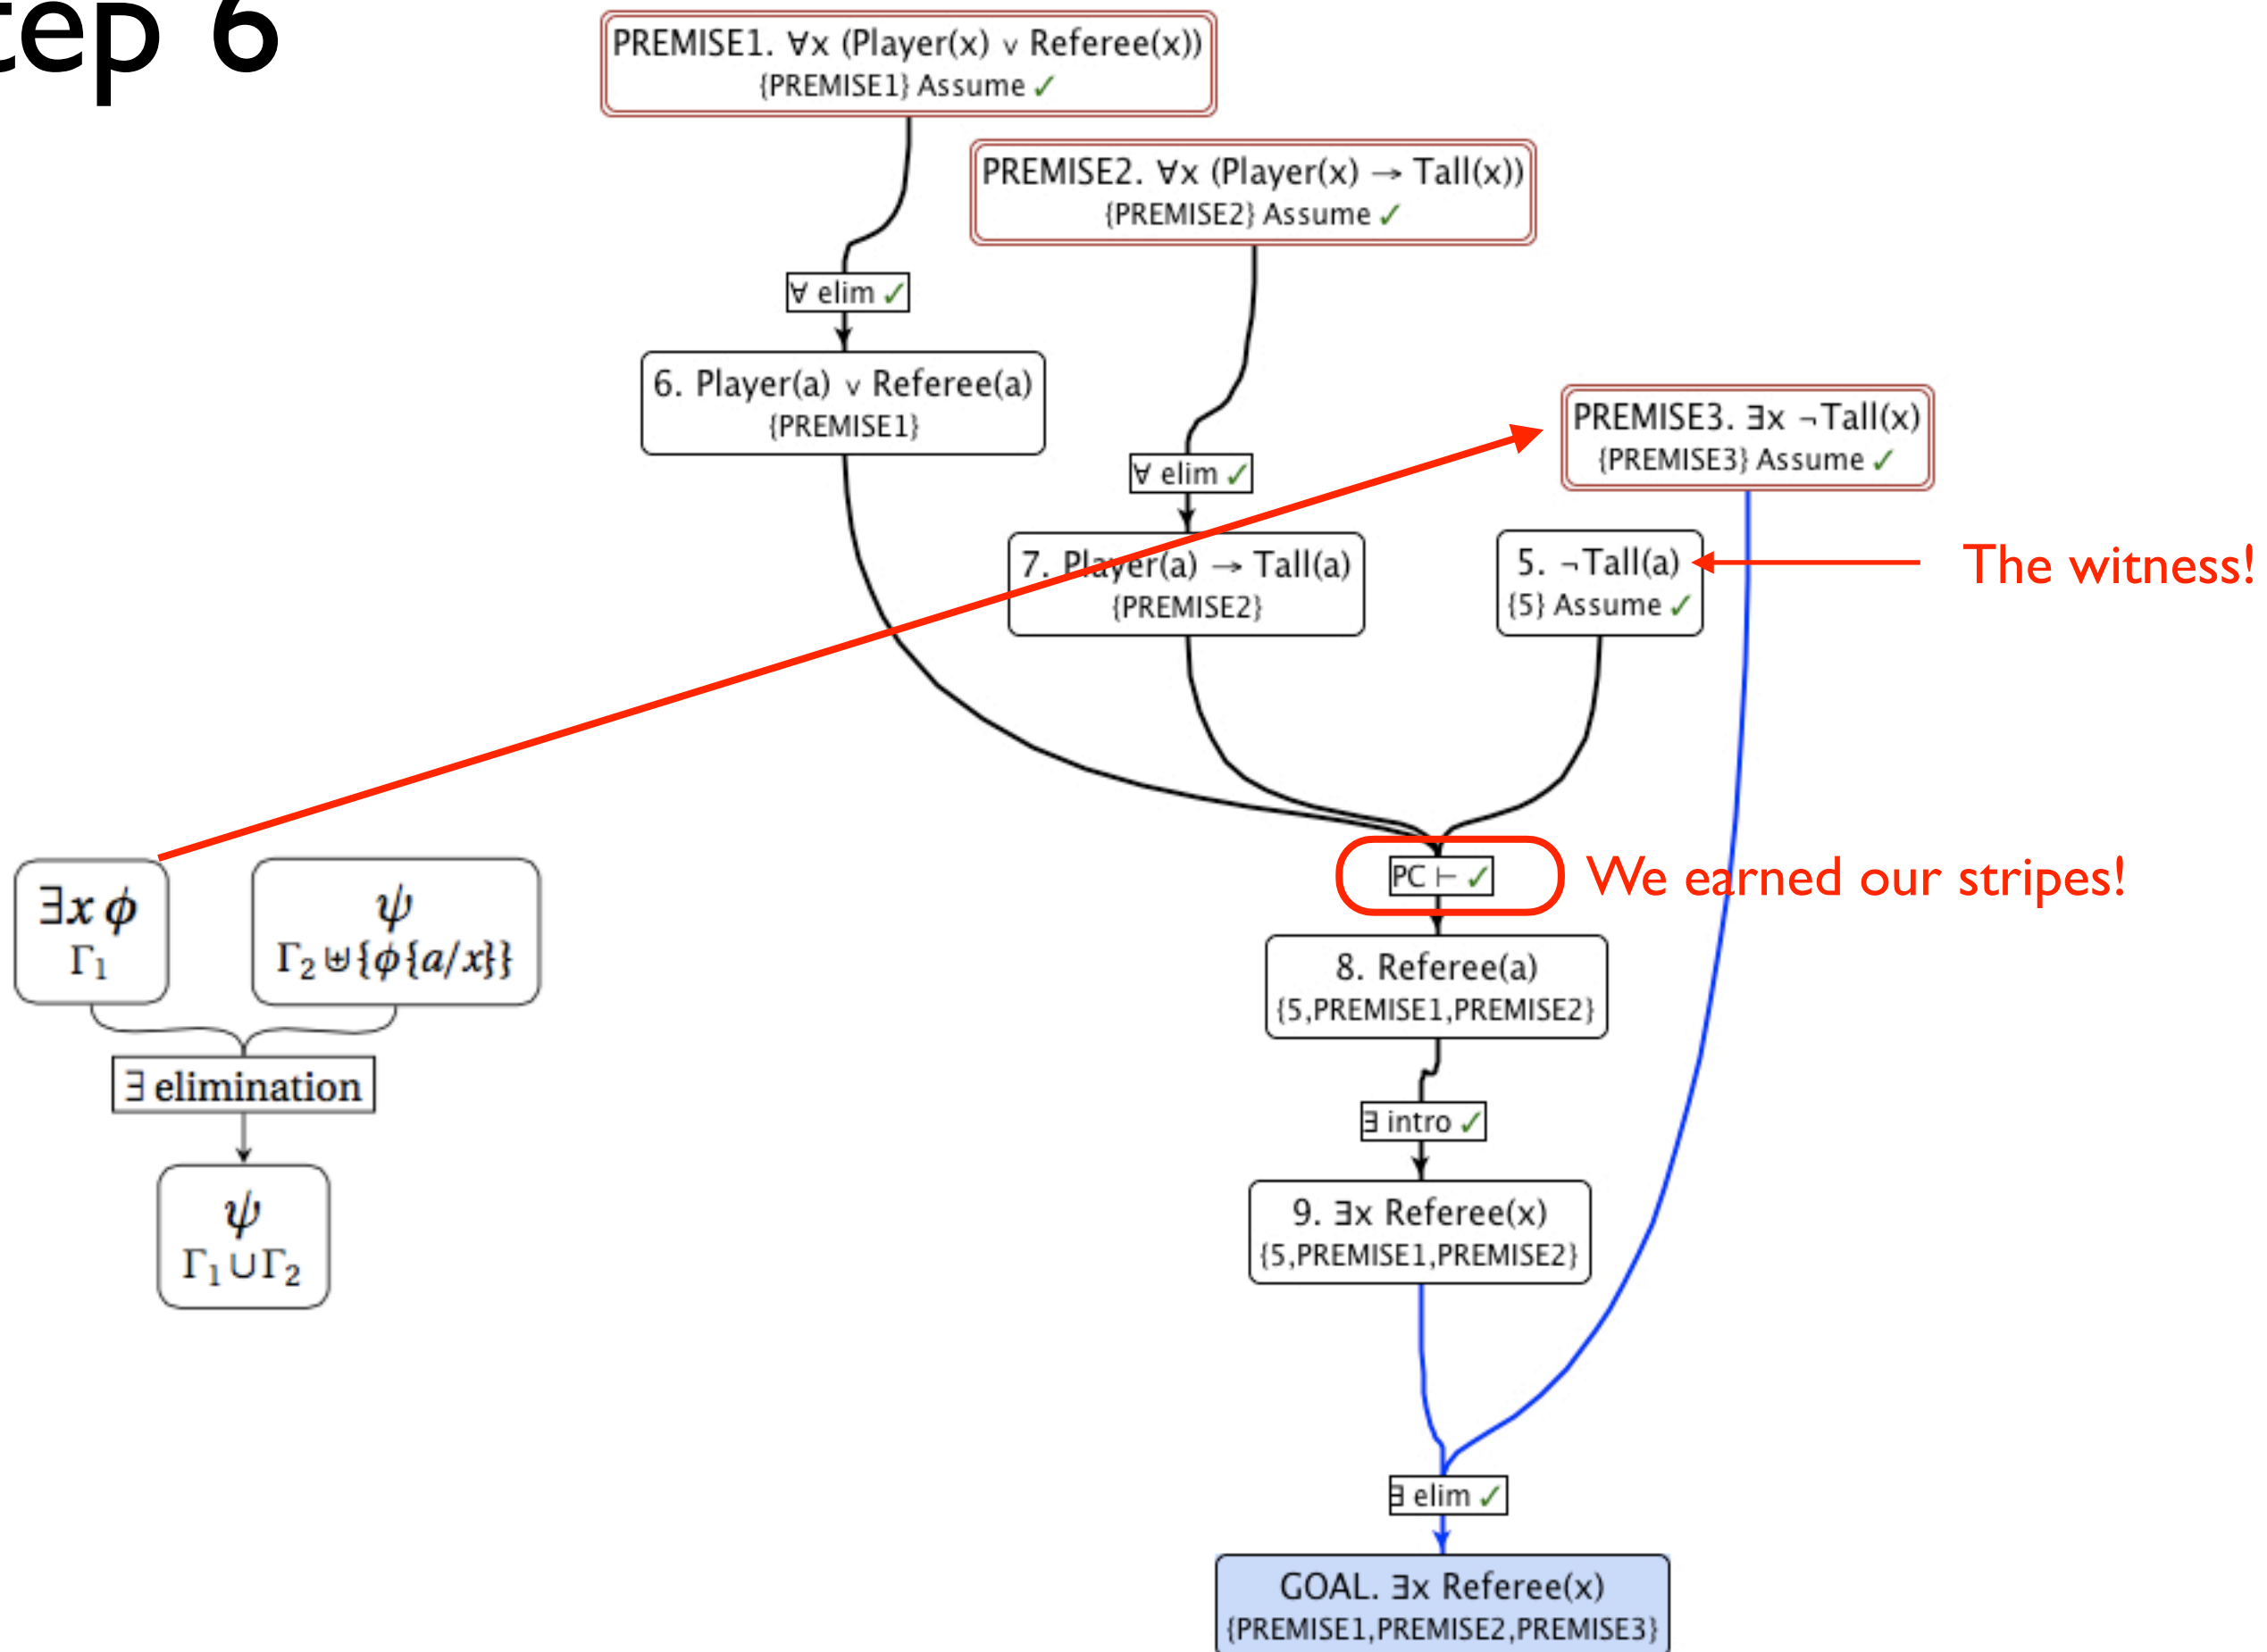 tep 6
PREMISE1. ∀x (Player(x) ∨ Referee(x))
{PREMISE1} Assume ✓
PREMISE2. ∀x (Player(x) → Tall(x))
{PREMISE2} Assume ✓
∀ elim ✓
6. Player(a) ∨ Referee(a)
{PREMISE1}
PREMISE3. ∃x ¬Tall(x)
{PREMISE3} Assume ✓
∀ elim ✓
7. Player(a) → Tall(a)
{PREMISE2}
5. ¬Tall(a)
{5} Assume ✓
The witness!
PC ⊢ ✓
We earned our stripes!
∃x ϕ
Γ₁
ψ
Γ₂ ⊎ {ϕ{a/x}}
∃ elimination
ψ
Γ₁ ∪ Γ₂
8. Referee(a)
{5,PREMISE1,PREMISE2}
∃ intro ✓
9. ∃x Referee(x)
{5,PREMISE1,PREMISE2}
∃ elim ✓
GOAL. ∃x Referee(x)
{PREMISE1,PREMISE2,PREMISE3}